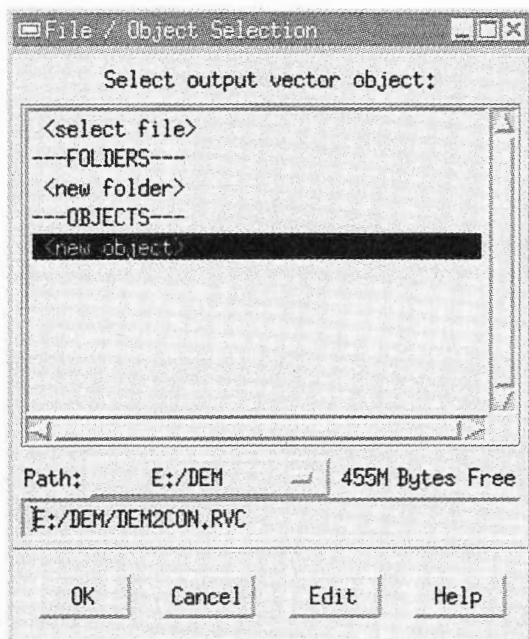 File / Object Selection
Select output vector object:
<select file>
---FOLDERS---
<new folder>
---OBJECTS---
<new object>
Path: E:/DEM 455M Bytes Free
E:/DEM/DEM2CON.RVC
OK Cancel Edit Help